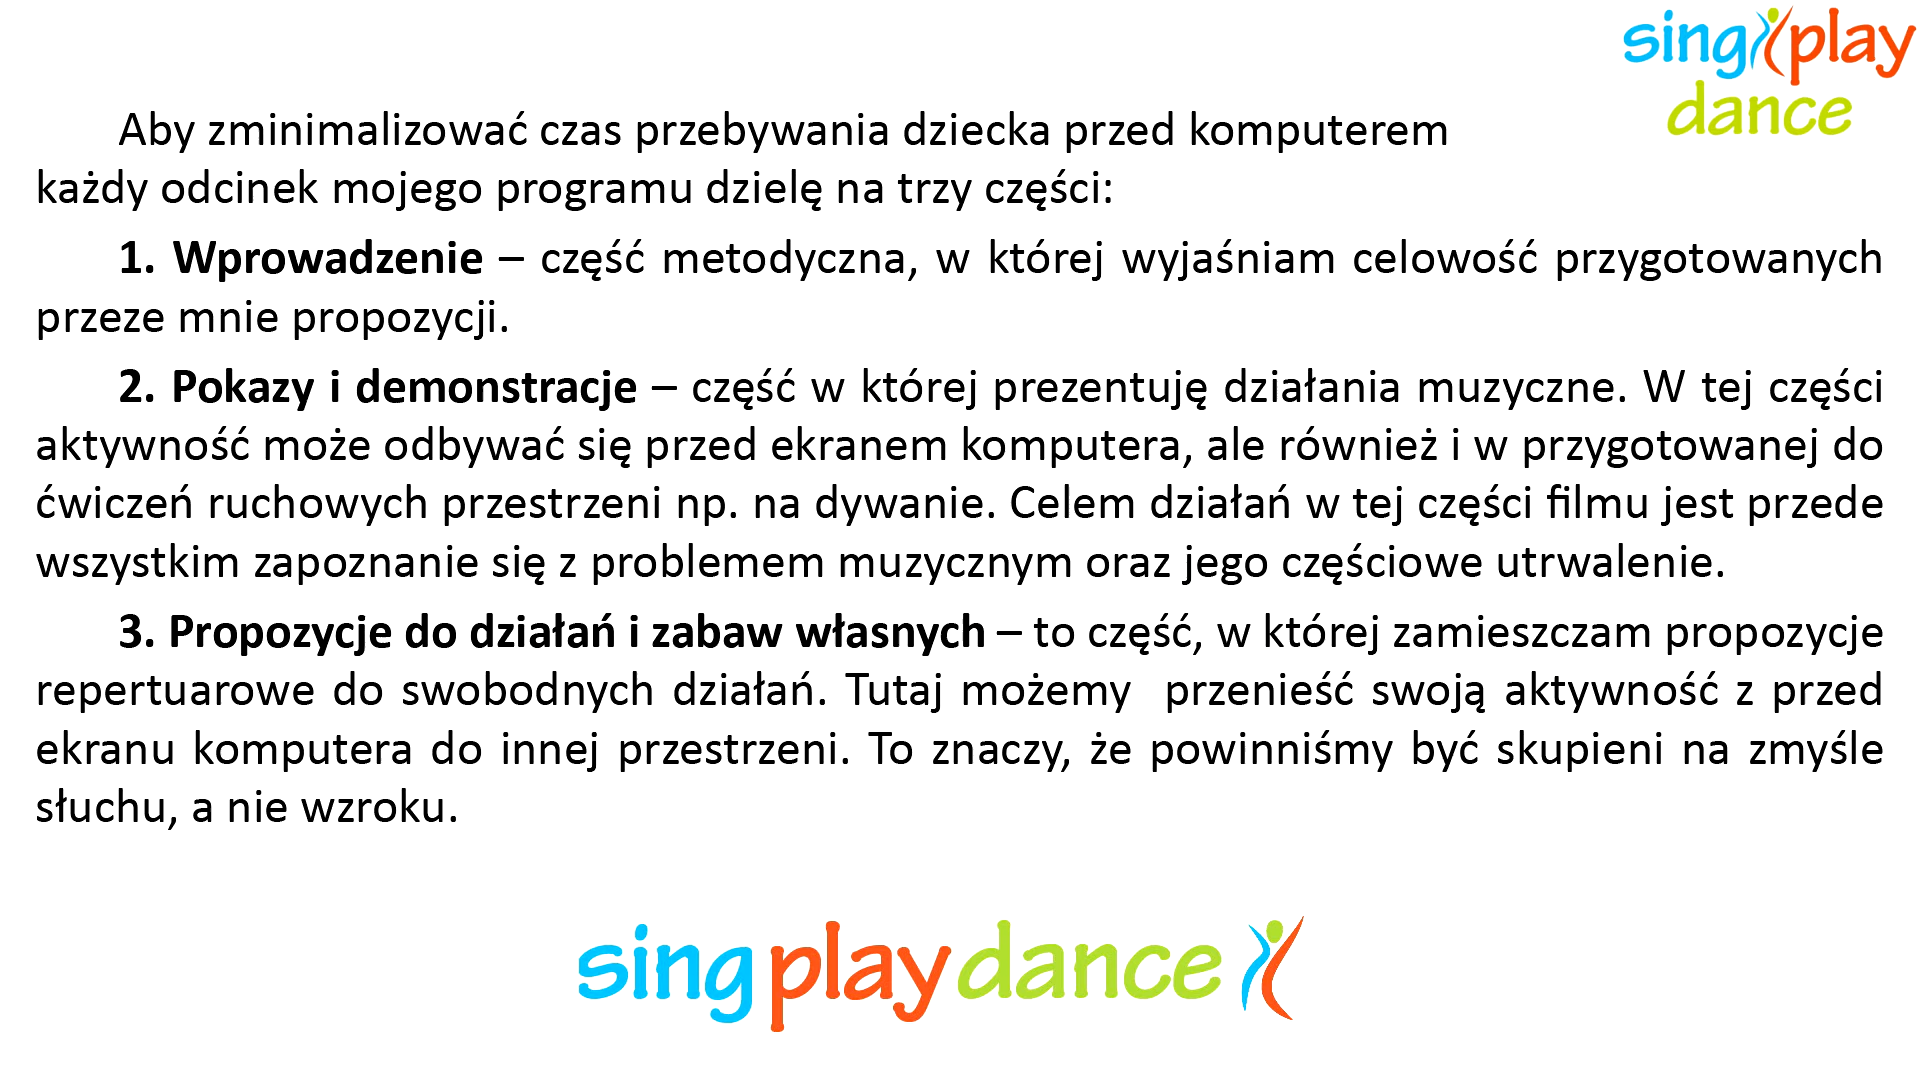 sing play
dance
Aby zminimalizować czas przebywania dziecka przed komputerem
każdy odcinek mojego programu dzielę na trzy części:
1. Wprowadzenie – część metodyczna, w której wyjaśniam celowość przygotowanych
przeze mnie propozycji.
2. Pokazy i demonstracje – część w której prezentuję działania muzyczne. W tej części
aktywność może odbywać się przed ekranem komputera, ale również i w przygotowanej do
ćwiczeń ruchowych przestrzeni np. na dywanie. Celem działań w tej części filmu jest przede
wszystkim zapoznanie się z problemem muzycznym oraz jego częściowe utrwalenie.
3. Propozycje do działań i zabaw własnych – to część, w której zamieszczam propozycje
repertuarowe do swobodnych działań. Tutaj możemy  przenieść swoją aktywność z przed
ekranu komputera do innej przestrzeni. To znaczy, że powinniśmy być skupieni na zmyśle
słuchu, a nie wzroku.
sing play dance